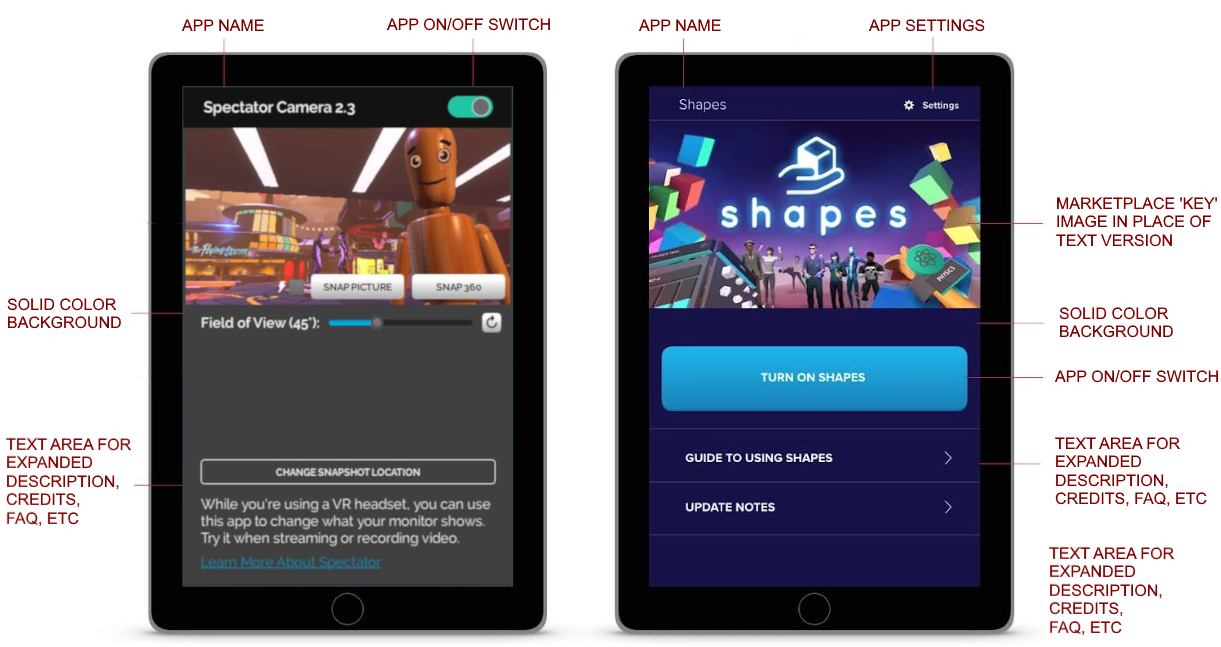 APP NAME
APP ON/OFF SWITCH
APP NAME
APP SETTINGS
Spectator Camera 2.3
SNAP PICTURE
SNAP 360
Field of View (45°):
SOLID COLOR
BACKGROUND
TEXT AREA FOR
EXPANDED
DESCRIPTION,
CREDITS,
FAQ, ETC
CHANGE SNAPSHOT LOCATION
While you're using a VR headset, you can use
this app to change what your monitor shows.
Try it when streaming or recording video.
Learn More About Spectator
Shapes
Settings
shapes
PHYSICS
MARKETPLACE 'KEY'
IMAGE IN PLACE OF
TEXT VERSION
SOLID COLOR
BACKGROUND
TURN ON SHAPES
APP ON/OFF SWITCH
GUIDE TO USING SHAPES
UPDATE NOTES
TEXT AREA FOR
EXPANDED
DESCRIPTION,
CREDITS, FAQ, ETC
TEXT AREA FOR
EXPANDED
DESCRIPTION,
CREDITS,
FAQ, ETC